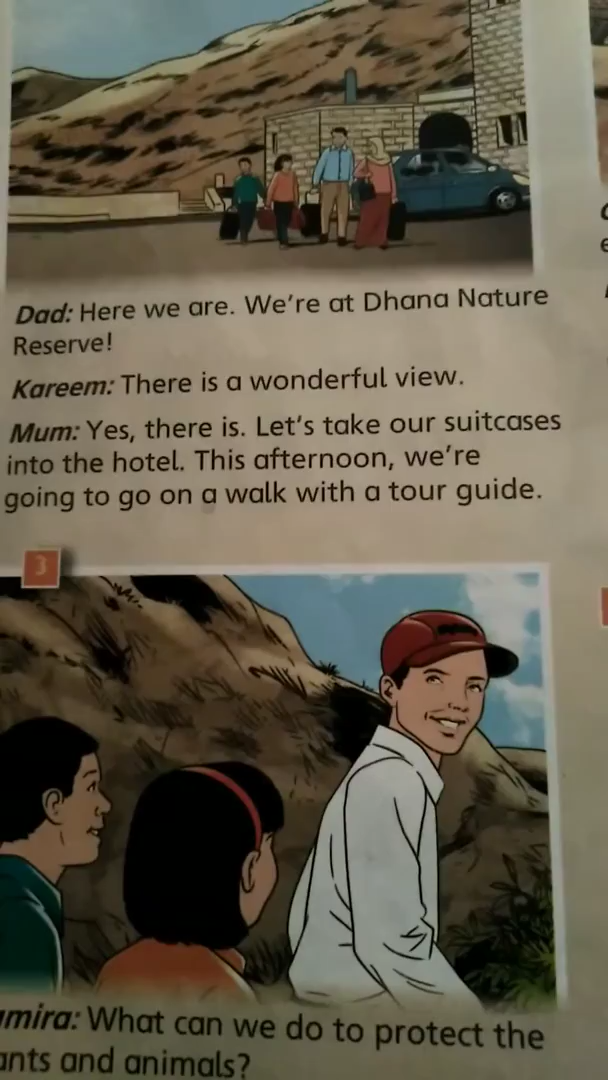 Dad: Here we are. We're at Dhana Nature
Reserve!
Kareem: There is a wonderful view.
Mum: Yes, there is. Let's take our suitcases
into the hotel. This afternoon, we're
going to go on a walk with a tour guide.
3
mira: What can we do to protect the
ants and animals?